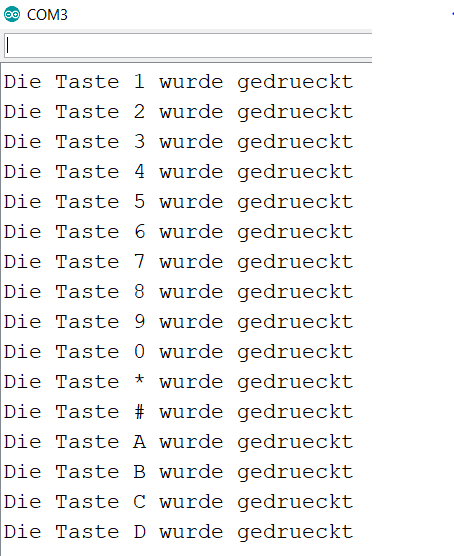 COM3
Die Taste 1 wurde gedrueckt
Die Taste 2 wurde gedrueckt
Die Taste 3 wurde gedrueckt
Die Taste 4 wurde gedrueckt
Die Taste 5 wurde gedrueckt
Die Taste 6 wurde gedrueckt
Die Taste 7 wurde gedrueckt
Die Taste 8 wurde gedrueckt
Die Taste 9 wurde gedrueckt
Die Taste 0 wurde gedrueckt
Die Taste * wurde gedrueckt
Die Taste # wurde gedrueckt
Die Taste A wurde gedrueckt
Die Taste B wurde gedrueckt
Die Taste C wurde gedrueckt
Die Taste D wurde gedrueckt